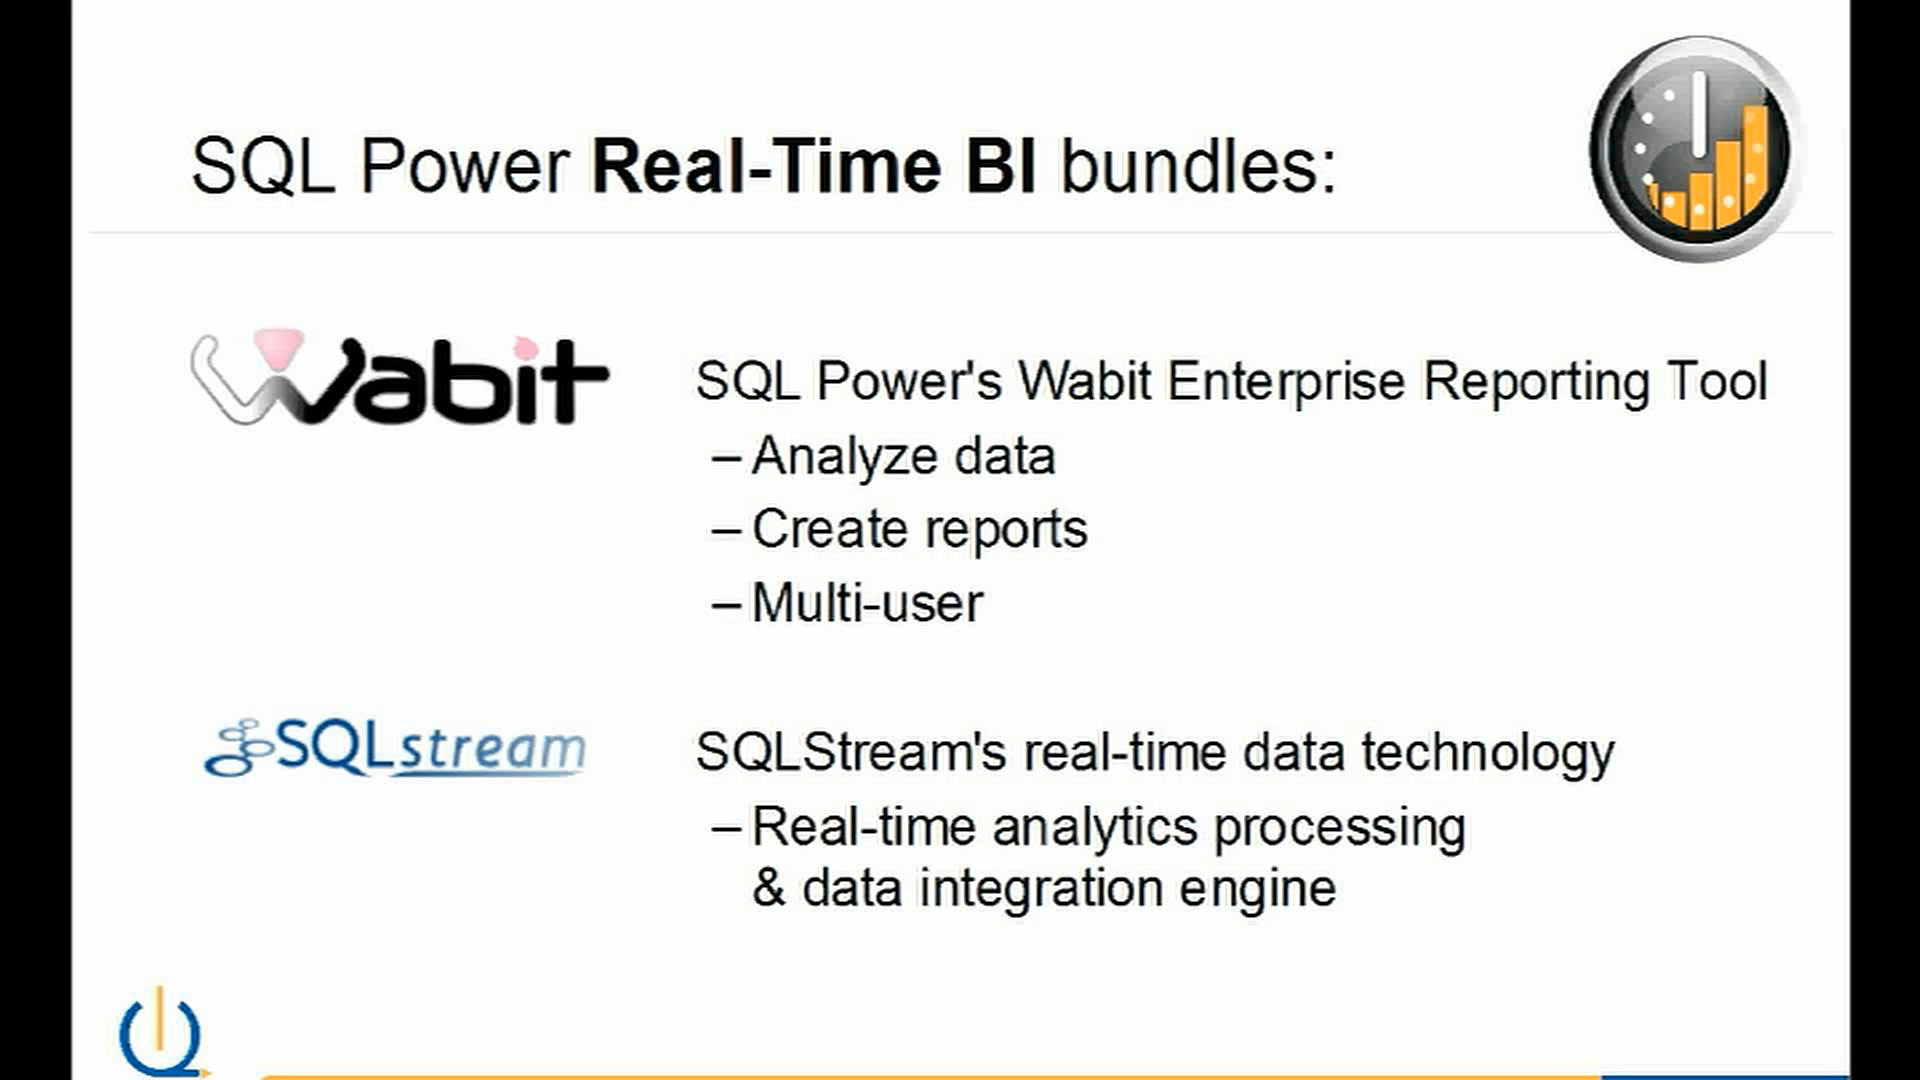 SQL Power Real-Time BI bundles:
Wabit
SQL Power's Wabit Enterprise Reporting Tool
– Analyze data
– Create reports
– Multi-user
SQLstream
SQLStream's real-time data technology
– Real-time analytics processing
& data integration engine